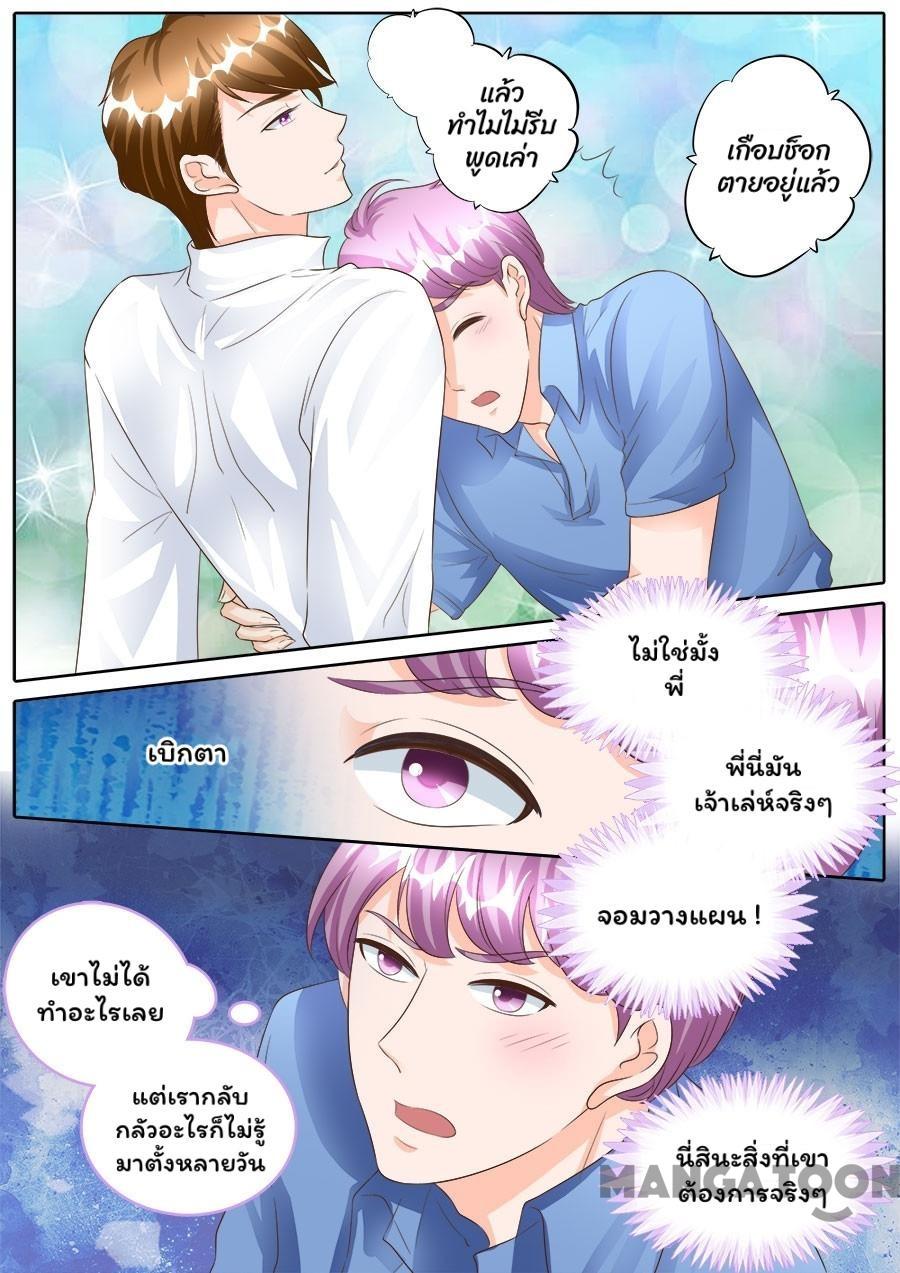 แล้ว
ทำไมไม่รีบ
พูดเล่า
เกือบช็อก
ตายอยู่แล้ว
ไม่ใช่มั้ง
พี่
เบิกตา
พี่นี่มัน
เจ้าเล่ห์จริงๆ
จอมวางแผน !
เขาไม่ได้
ทำอะไรเลย
แต่เรากลับ
กลัวอะไรก็ไม่รู้
มาตั้งหลายวัน
นี่สินะสิ่งที่เขา
ต้องการจริงๆ
MANGATOON